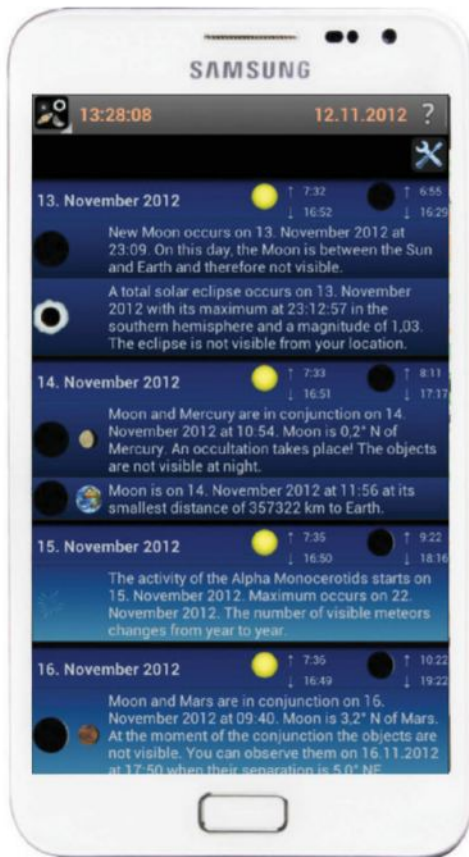 SAMSUNG
13:28:08 12.11.2012 ?
13. November 2012 ↑ 7:32 ↑ 6:55
↓ 16:52 ↓ 16:29
New Moon occurs on 13. November 2012 at
23:09. On this day, the Moon is between the Sun
and Earth and therefore not visible.
A total solar eclipse occurs on 13. November
2012 with its maximum at 23:12:57 in the
southern hemisphere and a magnitude of 1,03.
The eclipse is not visible from your location.
14. November 2012 ↑ 7:33 ↑ 8:11
↓ 16:51 ↓ 17:17
Moon and Mercury are in conjunction on 14.
November 2012 at 10:54. Moon is 0,2° N of
Mercury. An occultation takes place! The objects
are not visible at night.
Moon is on 14. November 2012 at 11:56 at its
smallest distance of 357322 km to Earth.
15. November 2012 ↑ 7:35 ↑ 9:22
↓ 16:50 ↓ 18:16
The activity of the Alpha Monocerotids starts on
15. November 2012. Maximum occurs on 22.
November 2012. The number of visible meteors
changes from year to year.
16. November 2012 ↑ 7:36 ↑ 10:22
↓ 16:49 ↓ 19:22
Moon and Mars are in conjunction on 16.
November 2012 at 09:40. Moon is 3,2° N of Mars.
At the moment of the conjunction the objects are
not visible. You can observe them on 16.11.2012
at 17:50 when their separation is 5,0° NE.